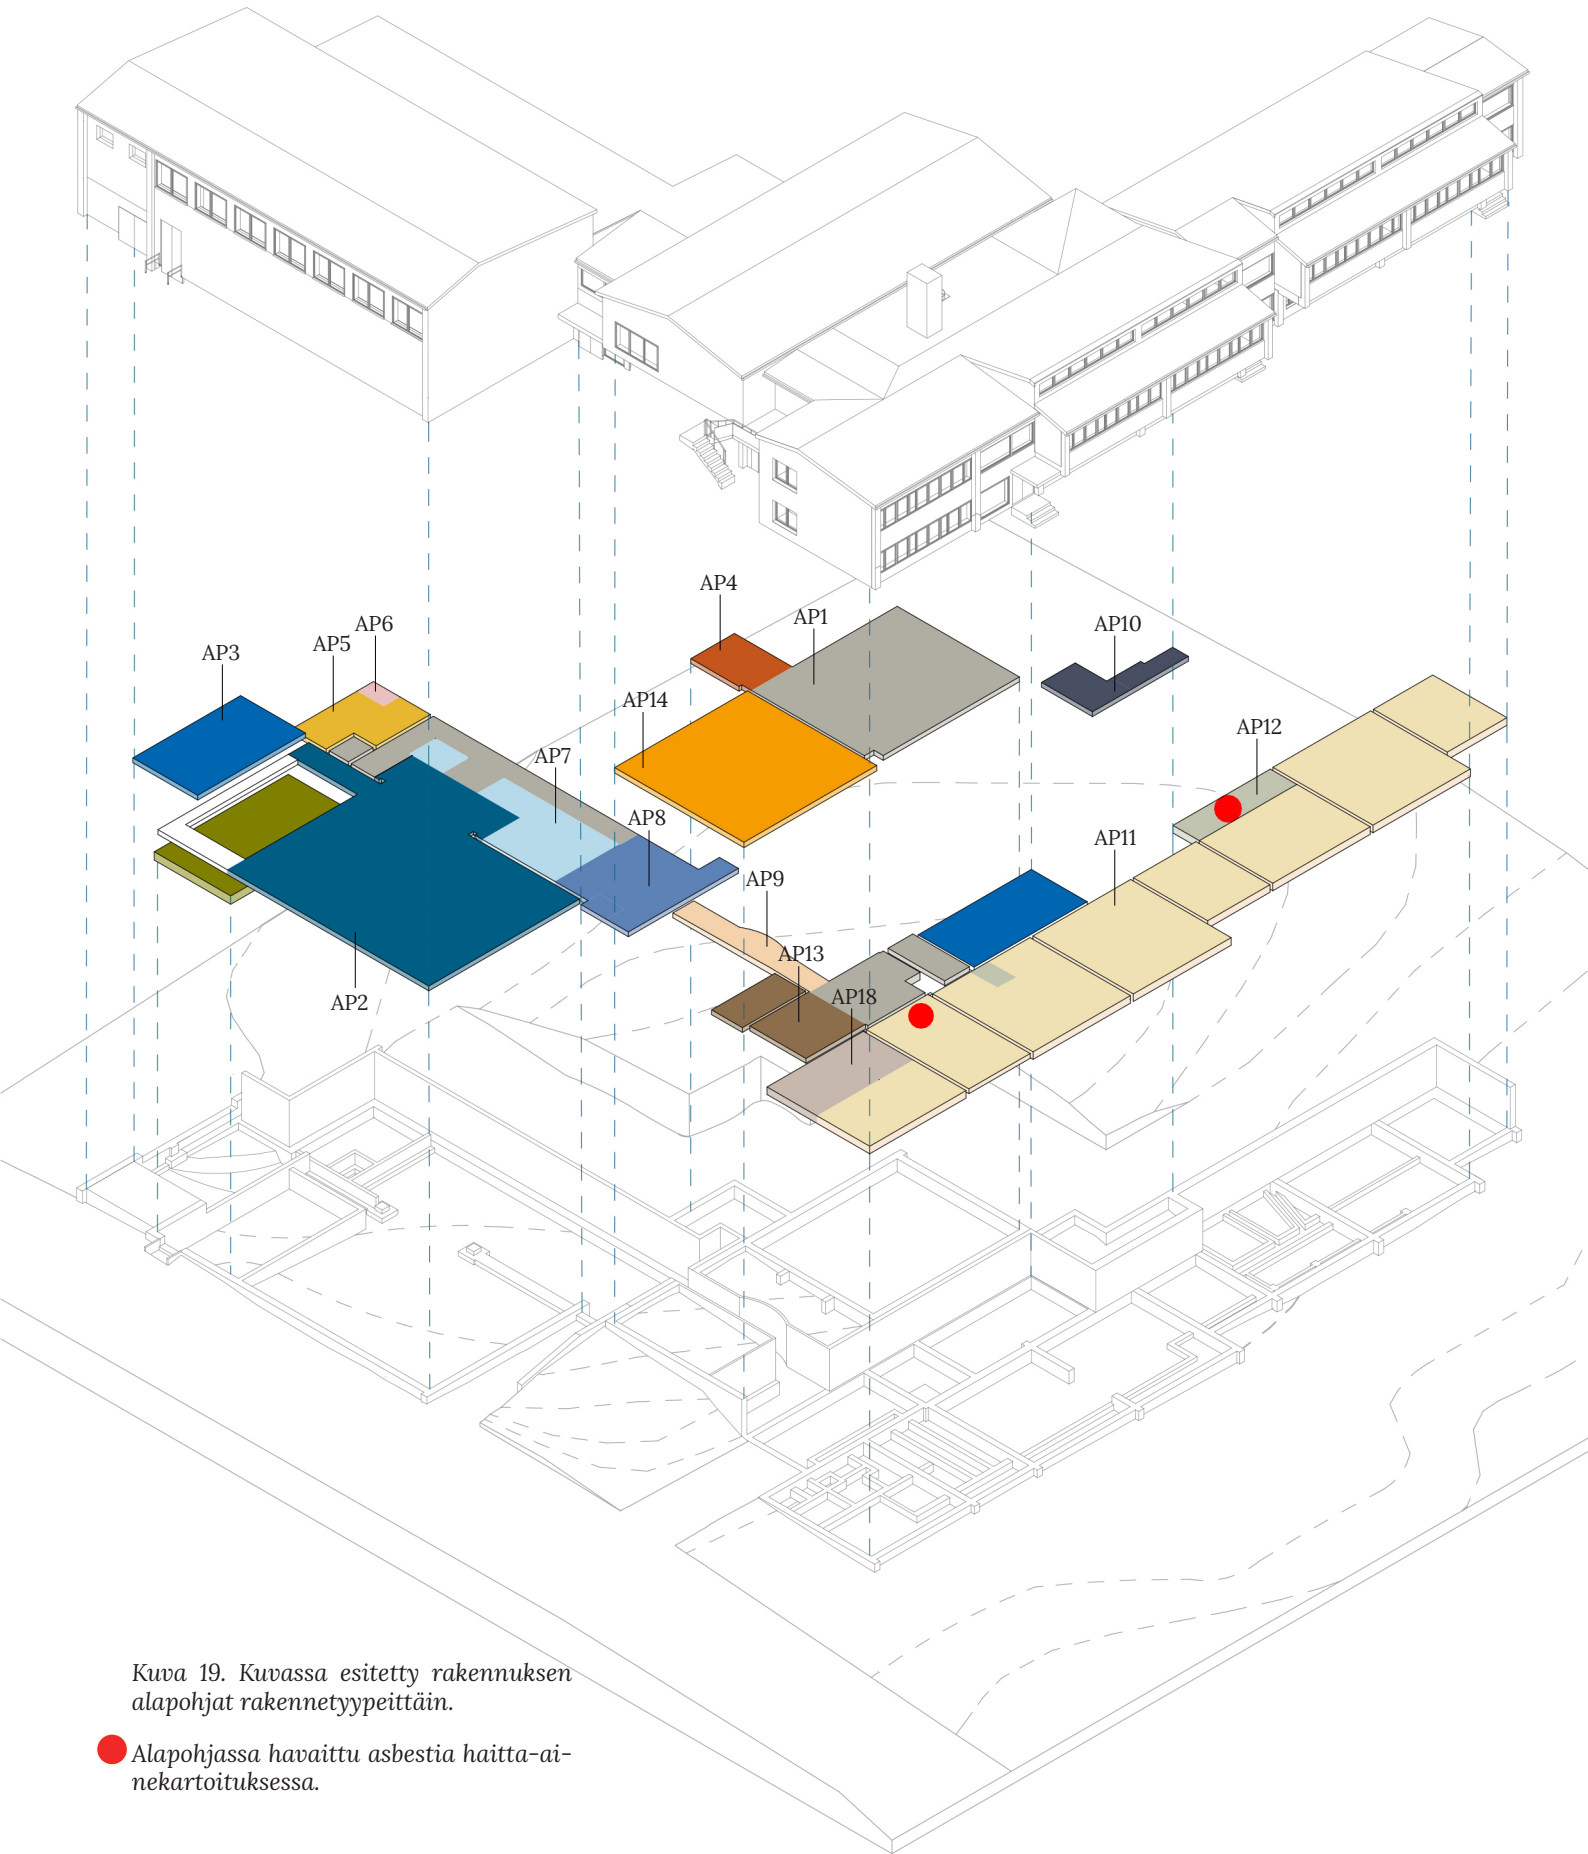 AP4
AP1
AP10
AP6
AP5
AP3
AP14
AP12
AP7
AP8
AP11
AP9
AP13
AP18
AP2
Kuva 19. Kuvassa esitetty rakennuksen
alapohjat rakennetyypeittäin.
Alapohjassa havaittu asbestia haitta-ai-
nekartoituksessa.